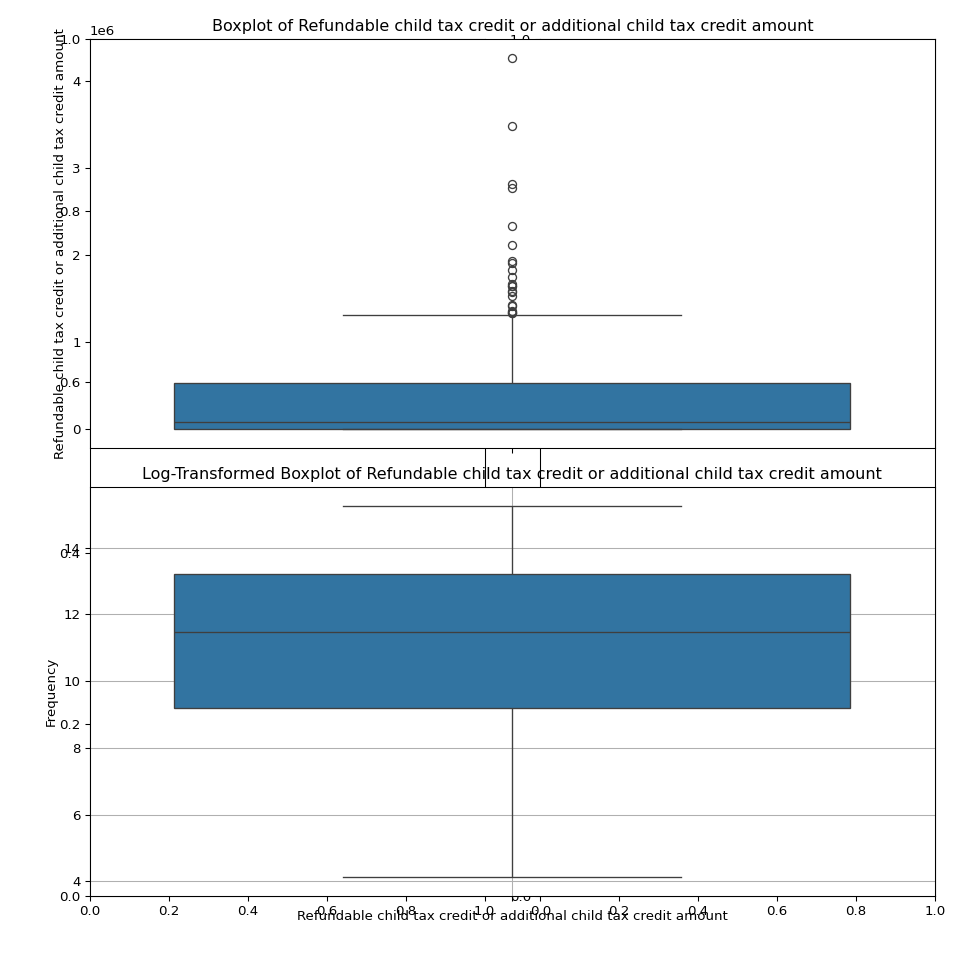 Boxplot of Refundable child tax credit or additional child tax credit amount
1e6
1.0
1.0
4
3
0.8
2
1
0.6
0
Refundable child tax credit or additional child tax credit amount
Log-Transformed Boxplot of Refundable child tax credit or additional child tax credit amount
14
0.4
12
10
Frequency
0.2
8
6
4
0.0
0.0
0.0 0.2 0.4 0.6 0.8 1.0 0.0 0.2 0.4 0.6 0.8 1.0
Refundable child tax credit or additional child tax credit amount